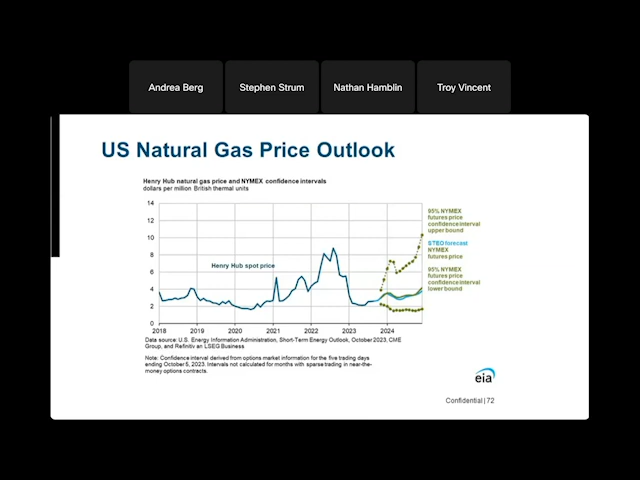 Andrea Berg
Stephen Strum
Nathan Hamblin
Troy Vincent
US Natural Gas Price Outlook
Henry Hub natural gas price and NYMEX confidence intervals
dollars per million British thermal units
14
12
10
8
6
4
2
0
Henry Hub spot price
95% NYMEX
futures price
confidence interval
upper bound
STEO forecast
NYMEX
futures price
95% NYMEX
futures price
confidence interval
lower bound
2018
2019
2020
2021
2022
2023
2024
Data source: U.S. Energy Information Administration, Short-Term Energy Outlook, October 2023, CME
Group, and Refinitiv an LSEG Business
Note: Confidence interval derived from options market information for the five trading days
ending October 5, 2023. Intervals not calculated for months with sparse trading in near-the-
money options contracts.
eia
Confidential | 72